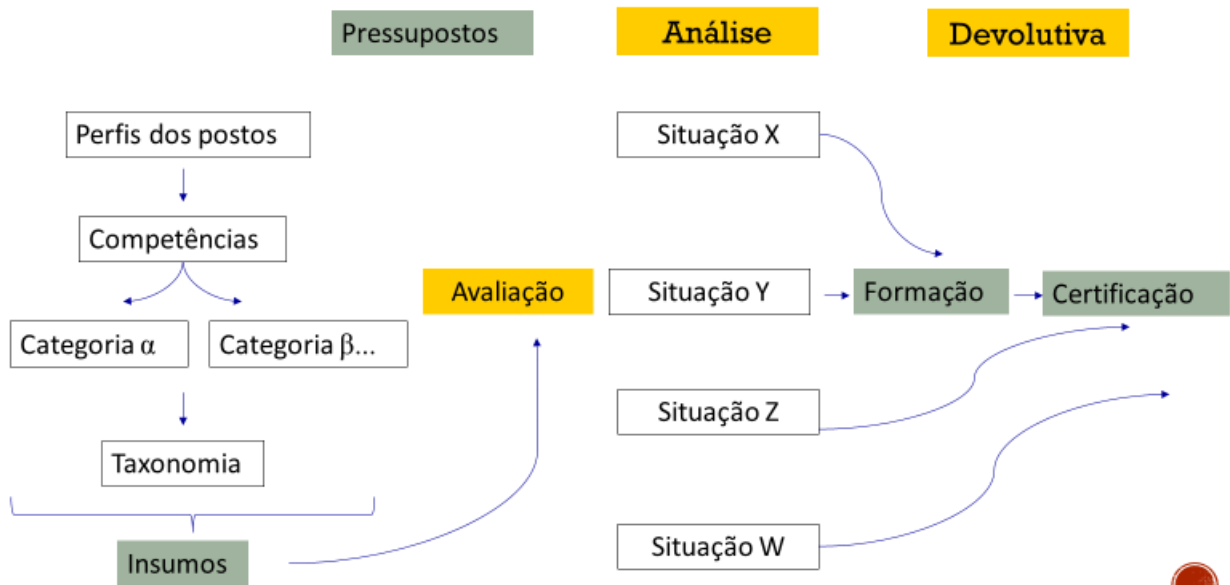 Pressupostos
Análise
Devolutiva
Perfis dos postos
Situação X
Competências
Avaliação
Situação Y
Formação
Certificação
Categoria α
Categoria β...
Situação Z
Taxonomia
Situação W
Insumos